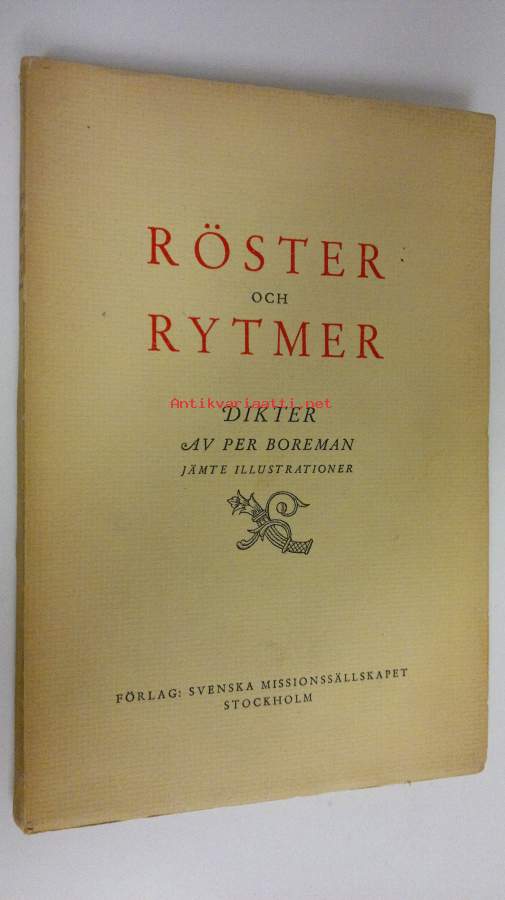 RÖSTER
OCH
RYTMER
Antikvariaatti.net
DIKTER
AV PER BOREMAN
JÄMTE ILLUSTRATIONER
FÖRLAG: SVENSKA MISSIONSSÄLLSKAPET
STOCKHOLM